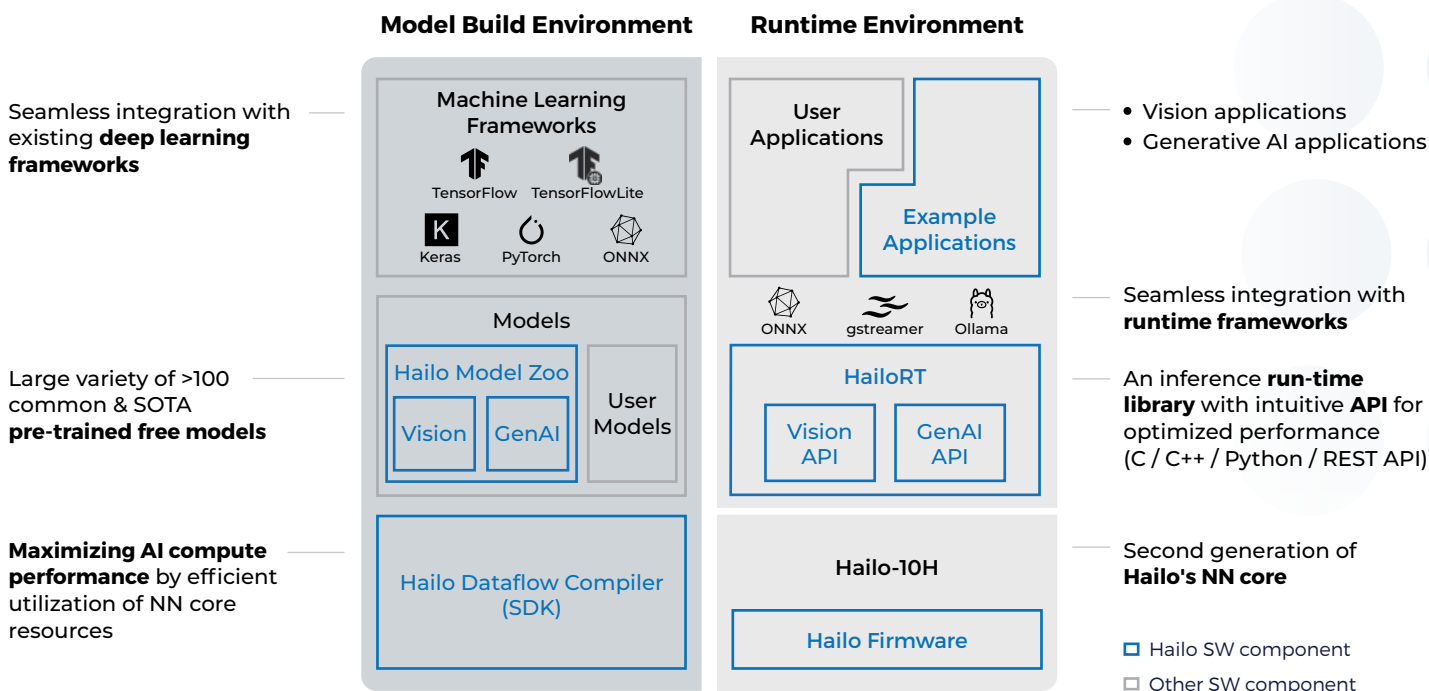 Model Build Environment
Runtime Environment
Seamless integration with
existing deep learning
frameworks
Machine Learning
Frameworks
TensorFlow
TensorFlowLite
Keras
PyTorch
ONNX
User
Applications
Example
Applications
• Vision applications
• Generative AI applications
ONNX
gstreamer
Ollama
Seamless integration with
runtime frameworks
Large variety of >100
common & SOTA
pre-trained free models
Models
Hailo Model Zoo
Vision
GenAI
User
Models
HailoRT
Vision
API
GenAI
API
An inference run-time
library with intuitive API for
optimized performance
(C / C++ / Python / REST API)
Maximizing AI compute
performance by efficient
utilization of NN core
resources
Hailo Dataflow Compiler
(SDK)
Hailo-10H
Hailo Firmware
Second generation of
Hailo's NN core
Hailo SW component
Other SW component